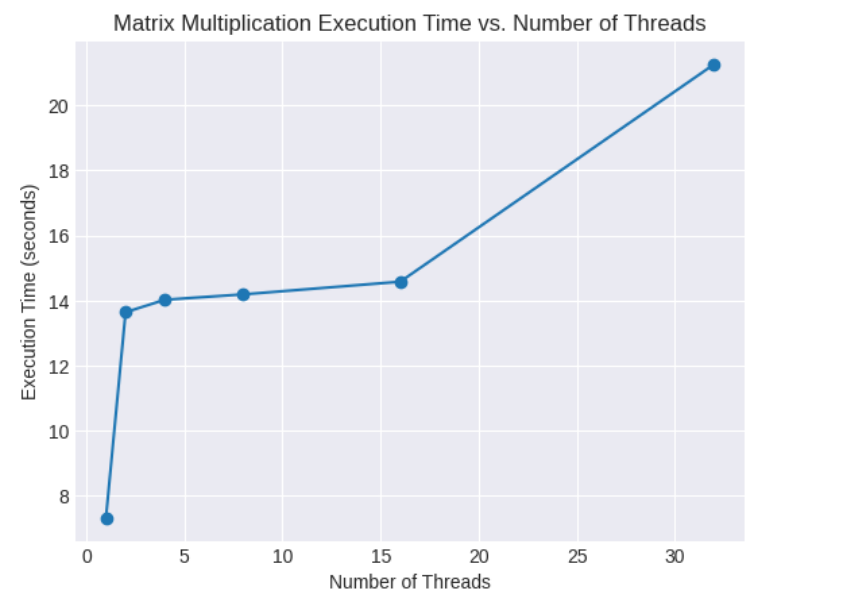 Matrix Multiplication Execution Time vs. Number of Threads
Execution Time (seconds)
20
18
16
14
12
10
8
0 5 10 15 20 25 30
Number of Threads